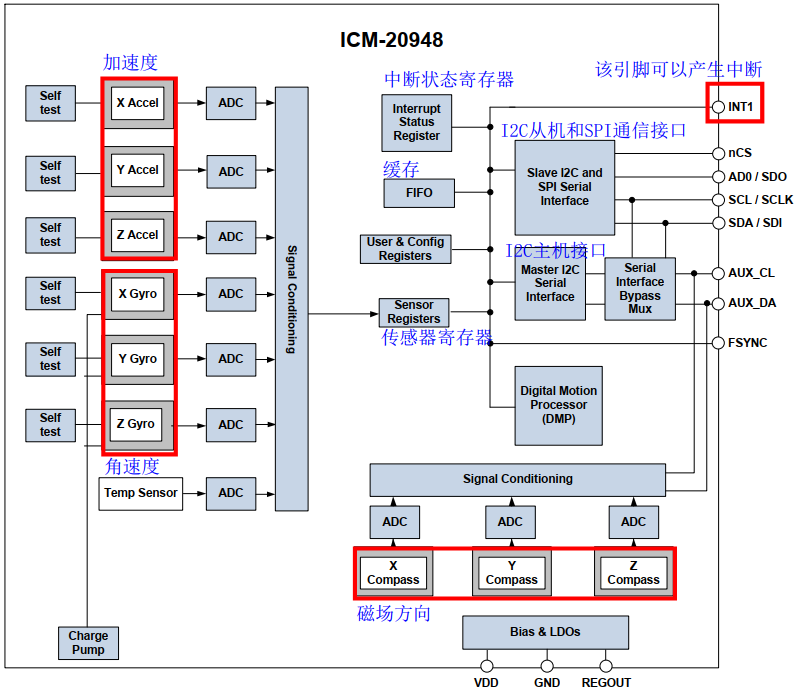 ICM-20948
加速度
中断状态寄存器
该引脚可以产生中断
Self
test
X Accel
ADC
Interrupt
Status
Register
INT1
I2C从机和SPI通信接口
nCS
Self
test
Y Accel
ADC
缓存
FIFO
Slave I2C and
SPI Serial
Interface
AD0 / SDO
SCL / SCLK
SDA / SDI
Self
test
Z Accel
ADC
User & Config
Registers
I2C主机接口
Master I2C
Serial
Interface
Serial
Interface
Bypass
Mux
AUX_CL
AUX_DA
Self
test
X Gyro
ADC
Signal Conditioning
Sensor
Registers
传感器寄存器
FSYNC
Self
test
Y Gyro
ADC
Digital Motion
Processor
(DMP)
Self
test
Z Gyro
ADC
角速度
Temp Sensor
ADC
Signal Conditioning
ADC
ADC
ADC
X
Compass
Y
Compass
Z
Compass
磁场方向
Charge
Pump
Bias & LDOs
VDD
GND
REGOUT